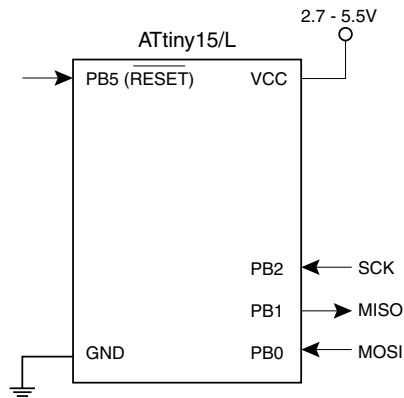 2.7 - 5.5V
ATtiny15/L
PB5 (RESET) VCC
PB2 SCK
PB1 MISO
GND PB0 MOSI